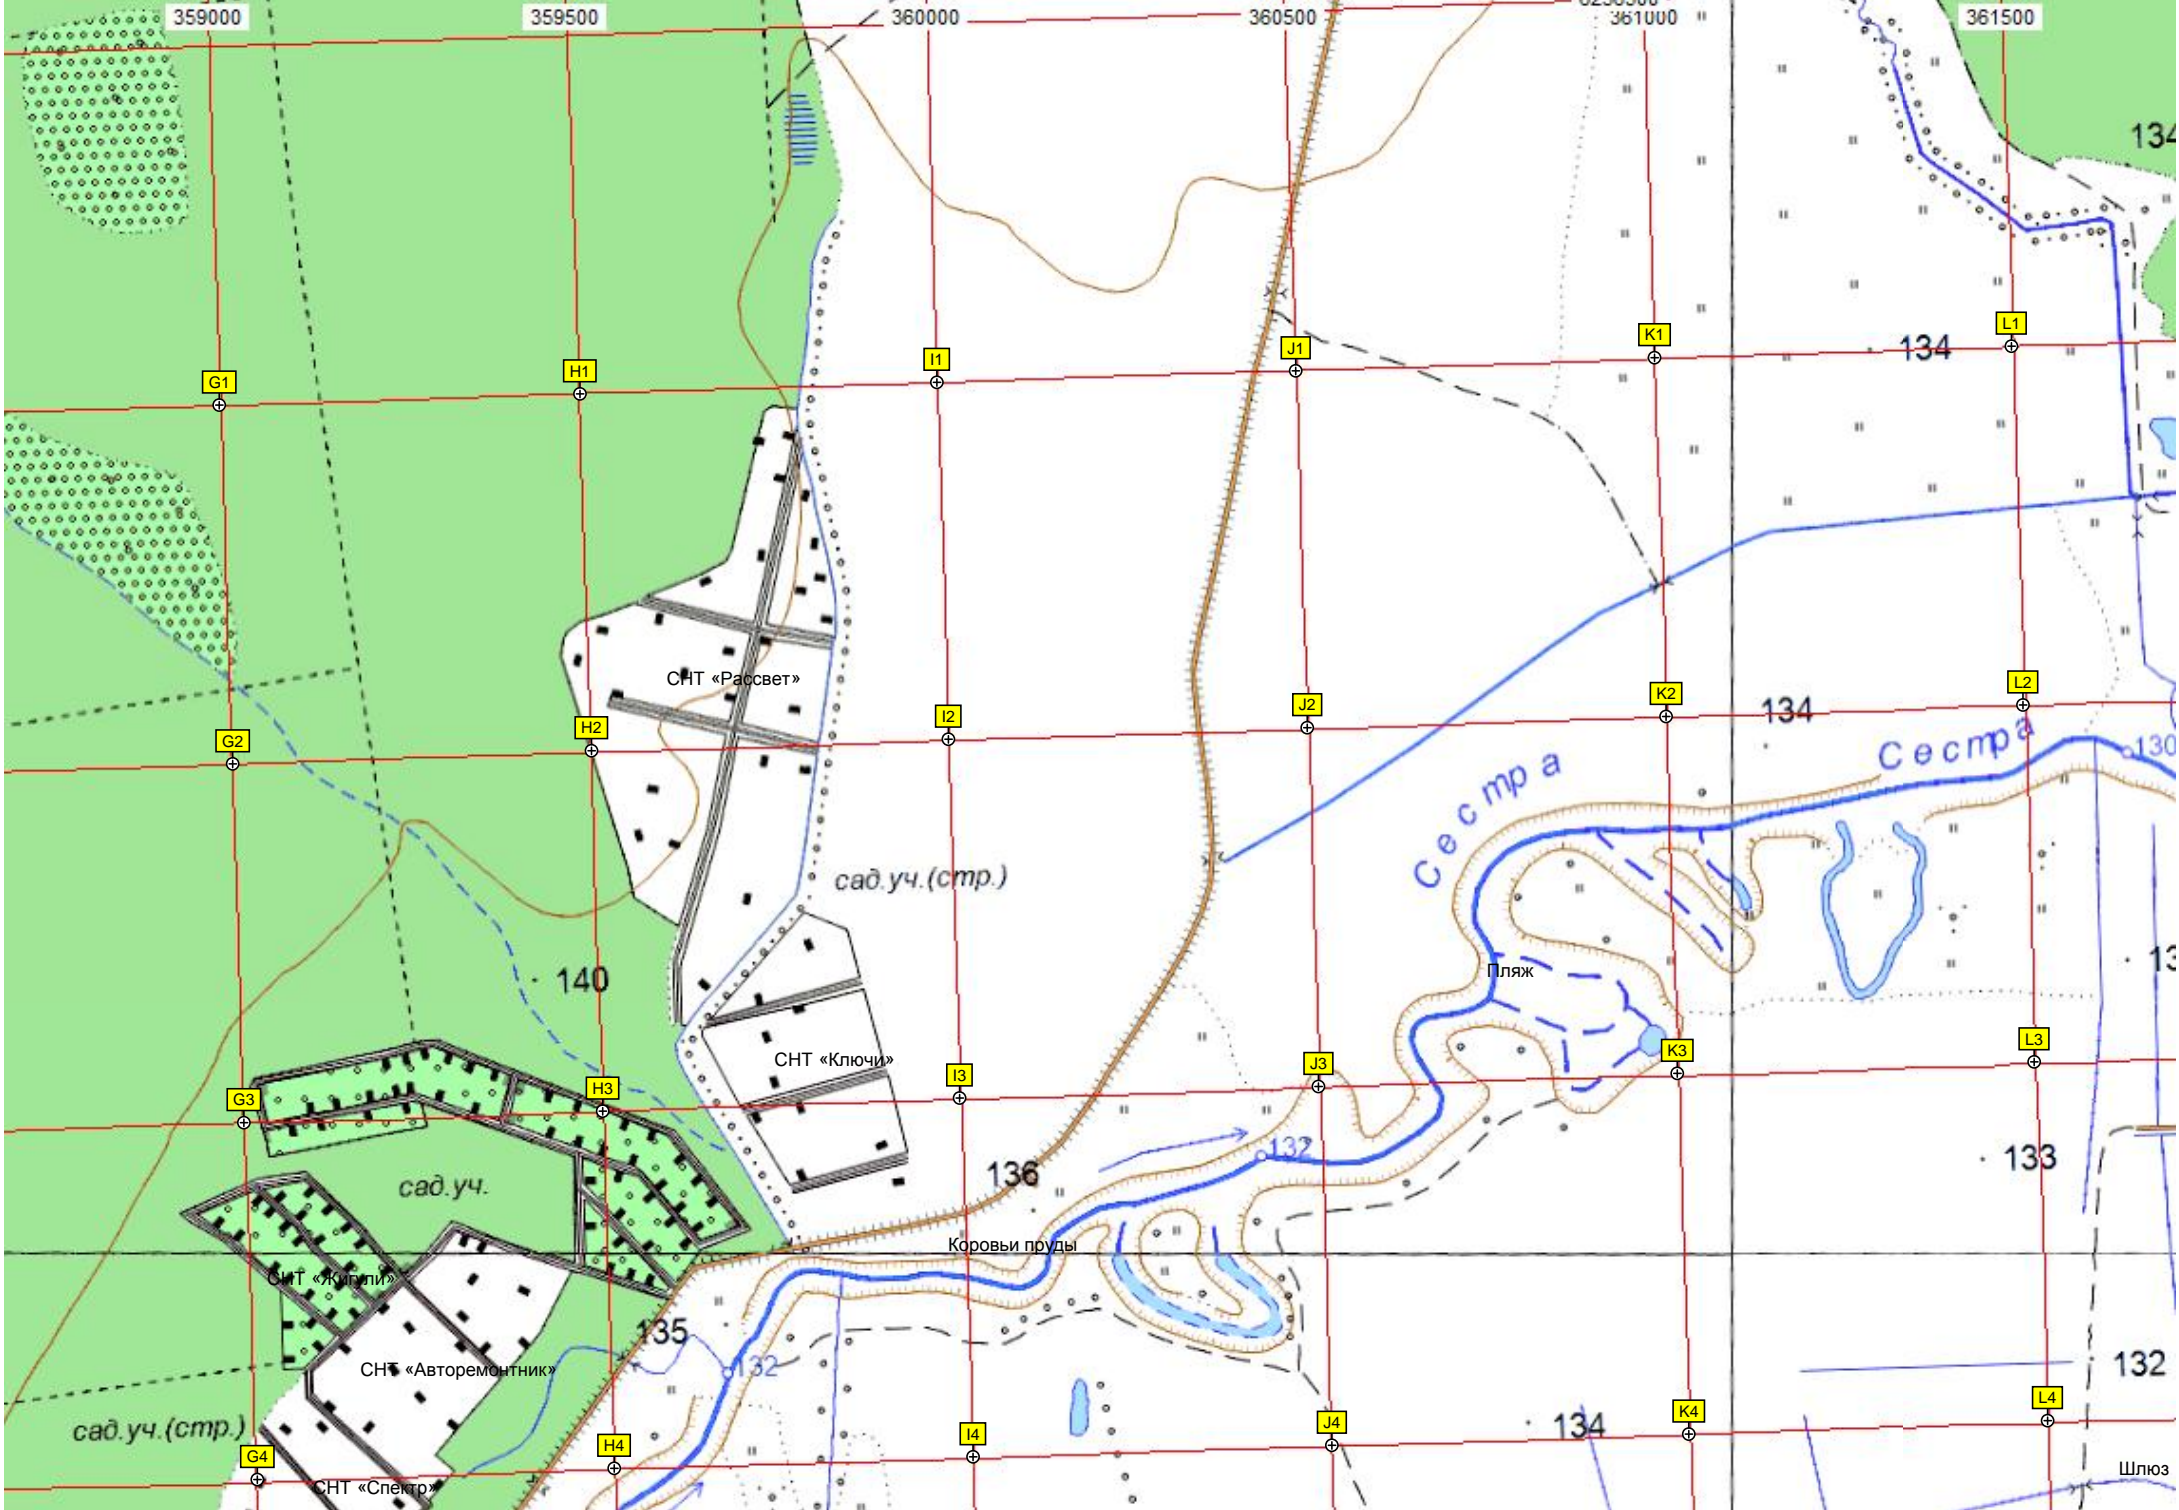 359000
359500
360000
360500
361000
361500
134
L1
K1
134
J1
I1
H1
G1
СНТ «Рассвет»
L2
K2
134
J2
I2
H2
G2
Сестра
Сестра
130
сад.уч.(стр.)
140
Пляж
13
L3
K3
СНТ «Ключи»
J3
I3
H3
G3
132
133
136
сад.уч.
Коровьи пруды
СНТ «Жигули»
135
132
132
СНТ «Авторемонтник»
L4
K4
134
J4
I4
H4
G4
сад.уч.(стр.)
Шлюз
СНТ «Спектр»